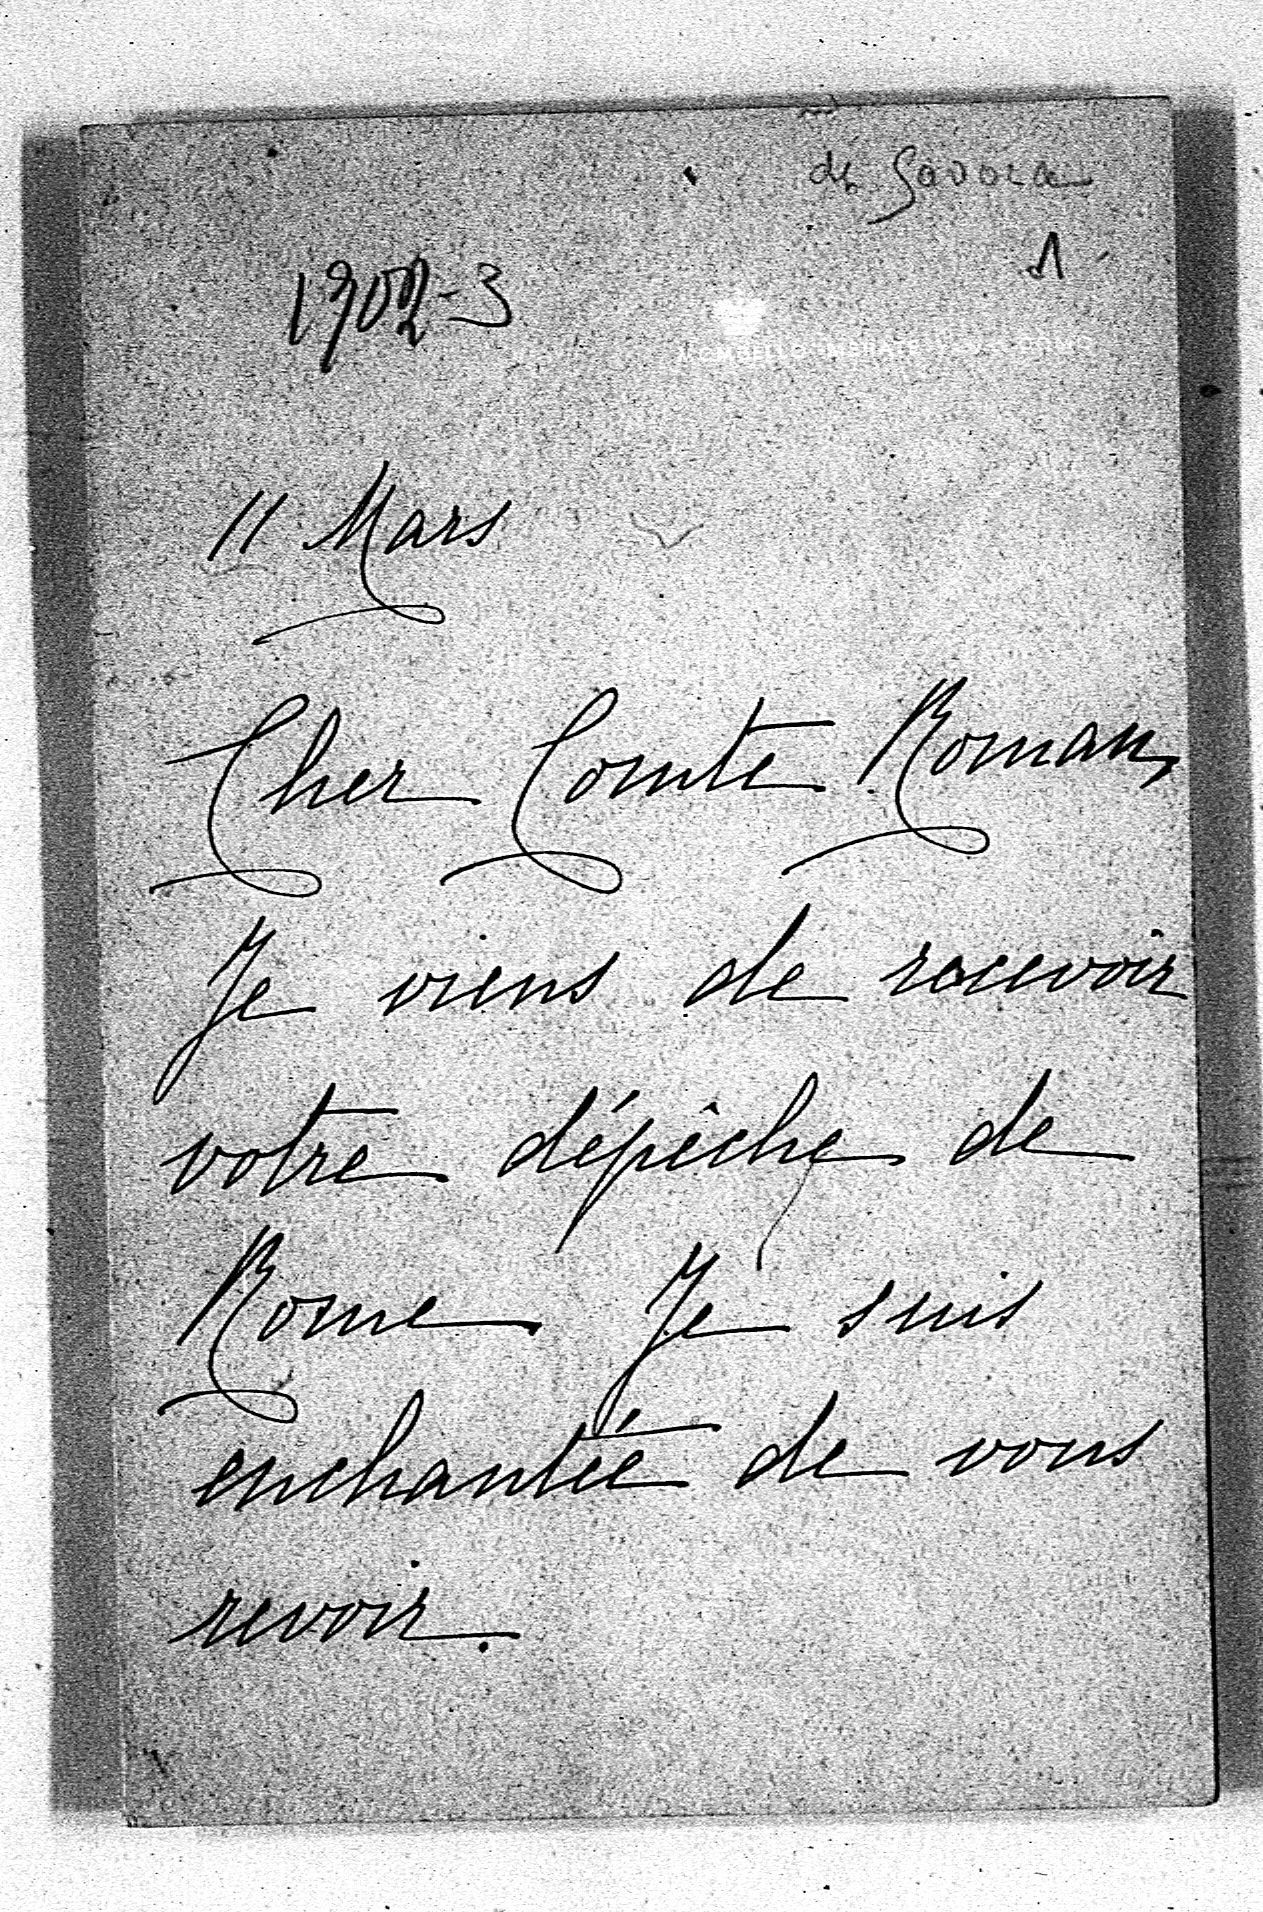 de Savoia
1
1902-3
11 Mars
Cher Comte Roman,
Je viens de recevoir
votre dépêche de
Rome Je suis
enchantée de vous
revoir.